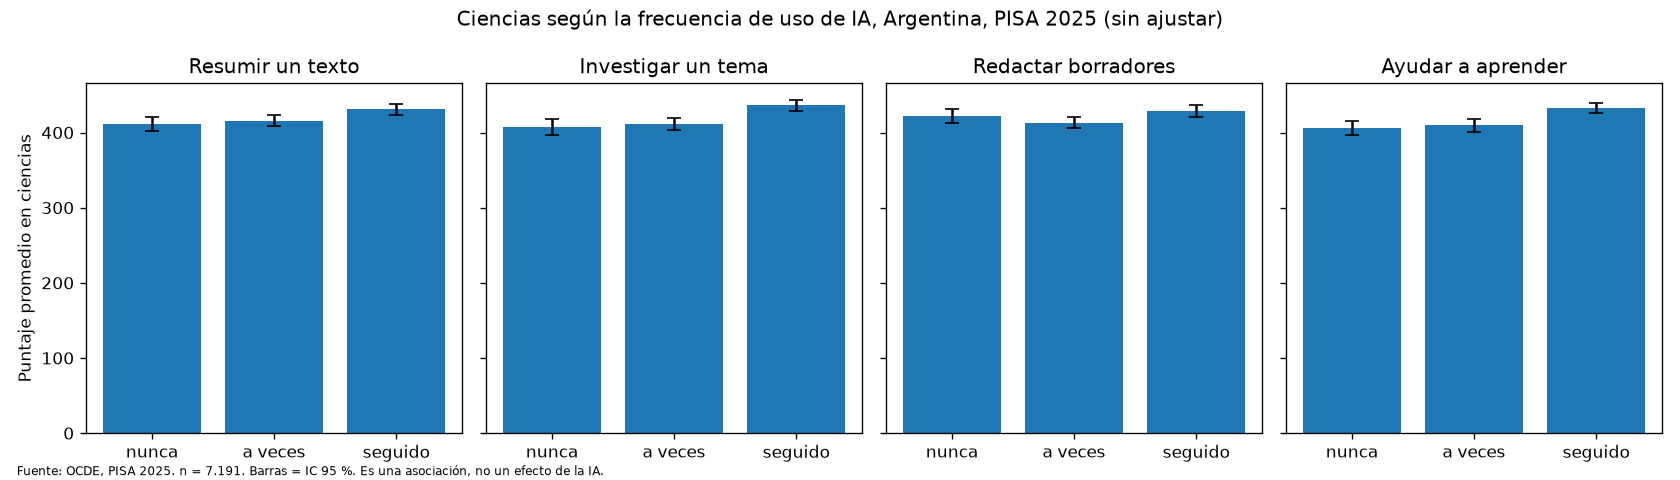 Ciencias según la frecuencia de uso de IA, Argentina, PISA 2025 (sin ajustar)
Resumir un texto
Investigar un tema
Redactar borradores
Ayudar a aprender
Puntaje promedio en ciencias
400
300
200
100
0
nunca a veces seguido
nunca a veces seguido
nunca a veces seguido
nunca a veces seguido
Fuente: OCDE, PISA 2025. n = 7.191. Barras = IC 95 %. Es una asociación, no un efecto de la IA.